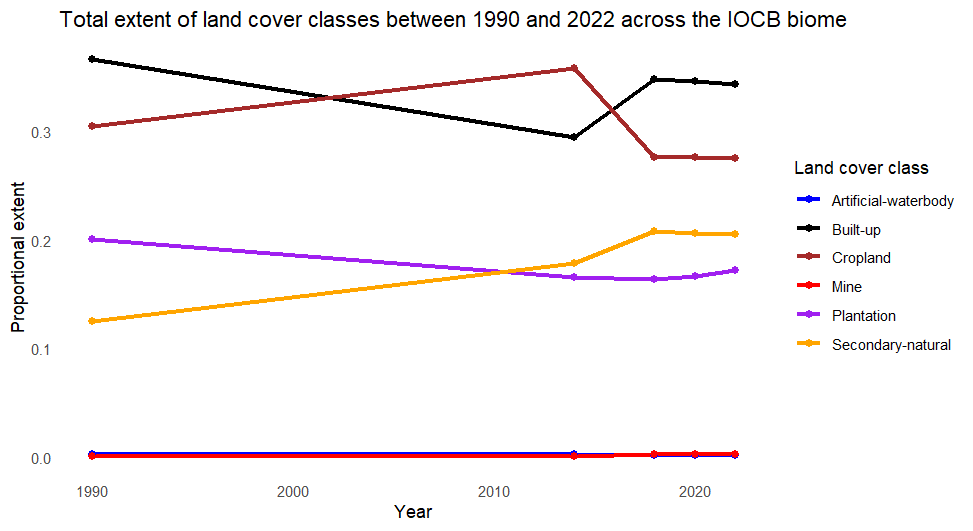 Total extent of land cover classes between 1990 and 2022 across the IOCB biome
Proportional extent
0.3
0.2
0.1
0.0
1990 2000 2010 2020
Year
Land cover class
Artificial-waterbody
Built-up
Cropland
Mine
Plantation
Secondary-natural